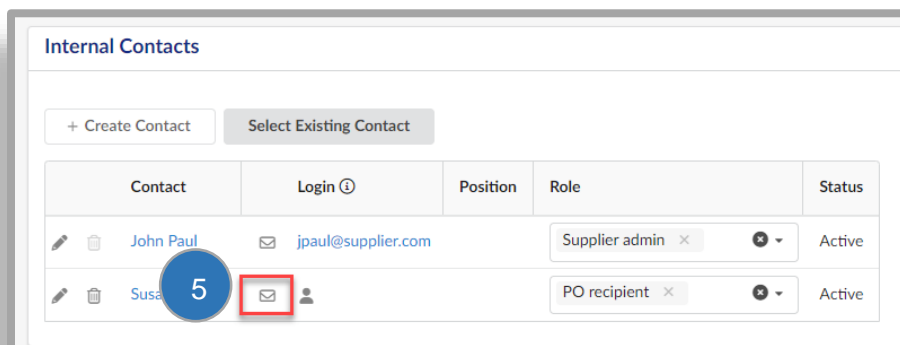 Internal Contacts
+ Create Contact Select Existing Contact
Contact Login Position Role Status
John Paul jpaul@supplier.com Supplier admin Active
5 PO recipient Active